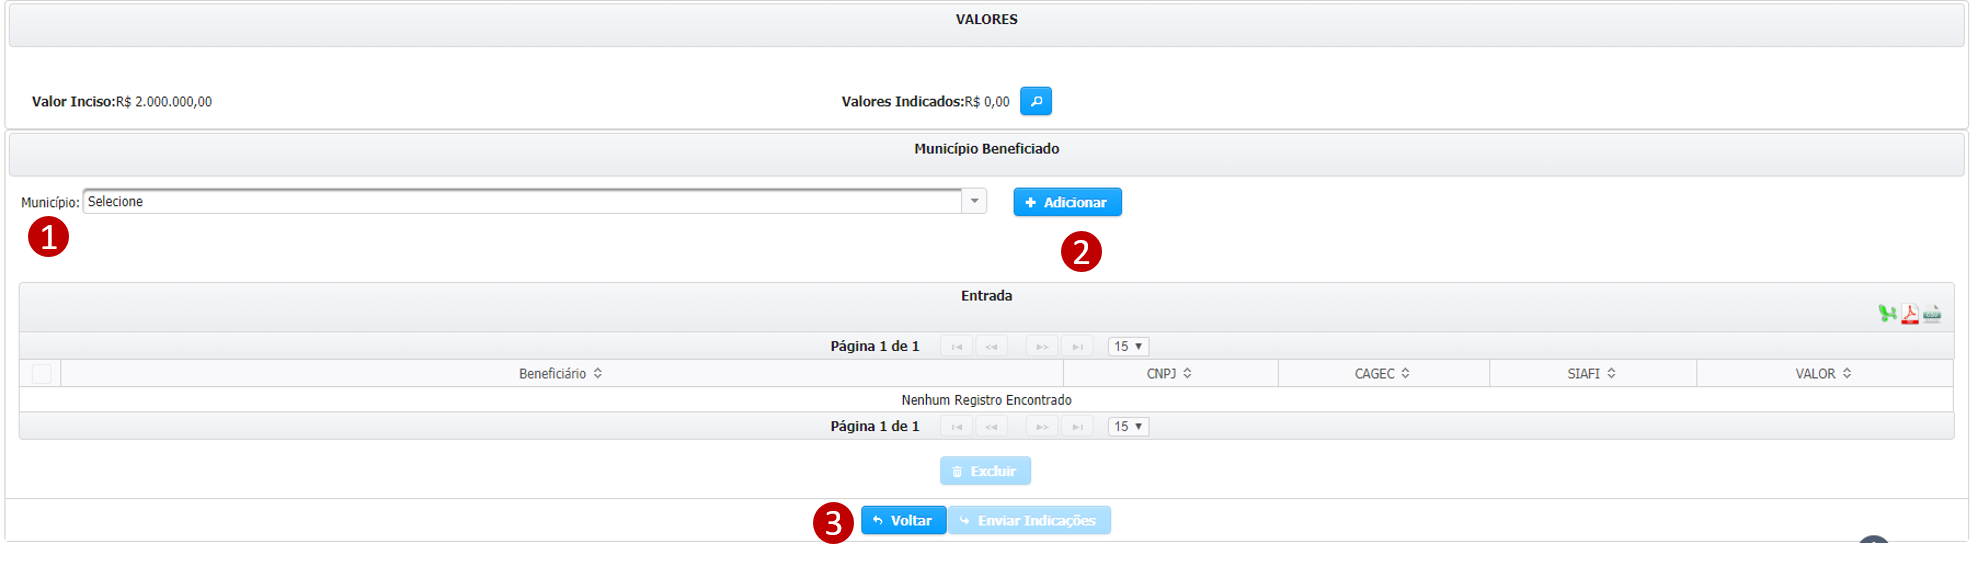 VALORES
Valor Inciso:R$ 2.000.000,00 Valores Indicados:R$ 0,00
Município Beneficiado
Município: Selecione + Adicionar
1
2
Entrada
Página 1 de 1 15
Beneficiário CNPJ CAGEC SIAFI VALOR
Nenhum Registro Encontrado
Página 1 de 1 15
Excluir
3 Voltar Enviar Indicações